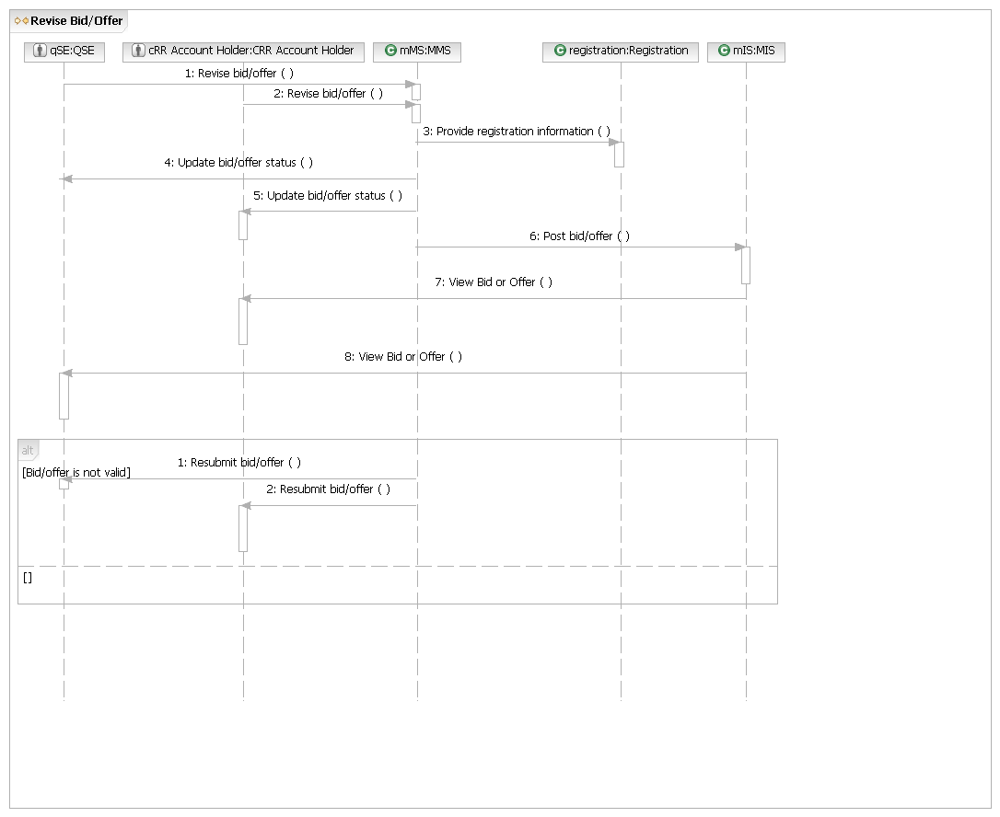 Revise Bid/Offer
qSE:QSE
cRR Account Holder:CRR Account Holder
mMS:MMS
registration:Registration
mIS:MIS
1: Revise bid/offer ( )
2: Revise bid/offer ( )
3: Provide registration information ( )
4: Update bid/offer status ( )
5: Update bid/offer status ( )
6: Post bid/offer ( )
7: View Bid or Offer ( )
8: View Bid or Offer ( )
alt
1: Resubmit bid/offer ( )
[Bid/offer is not valid]
2: Resubmit bid/offer ( )
[]